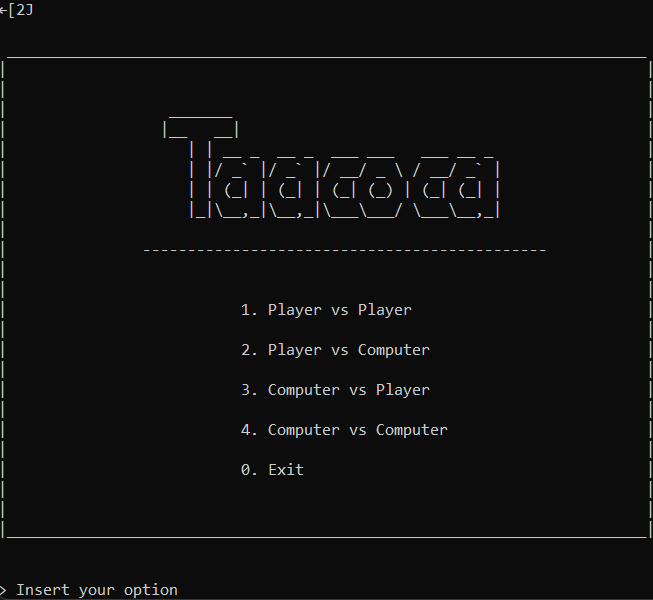 ←[2J
Taacoca
1. Player vs Player
2. Player vs Computer
3. Computer vs Player
4. Computer vs Computer
0. Exit
> Insert your option